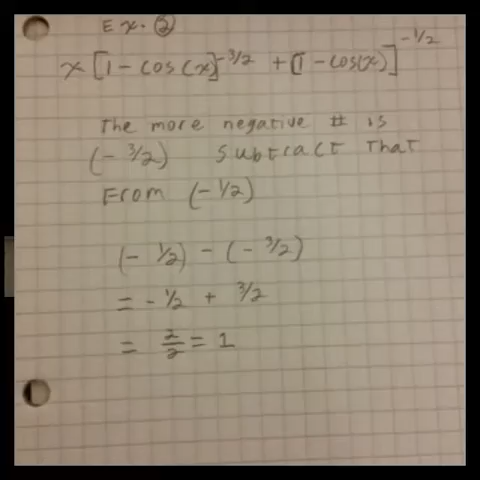 Ex. ②
x[1 - cos(x]^-3/2 + [1 - cos(x)]^-1/2
The more negative # is
(- 3/2) subtract that
From (- 1/2)
(- 1/2) - (- 3/2)
= - 1/2 + 3/2
= 2/2 = 1